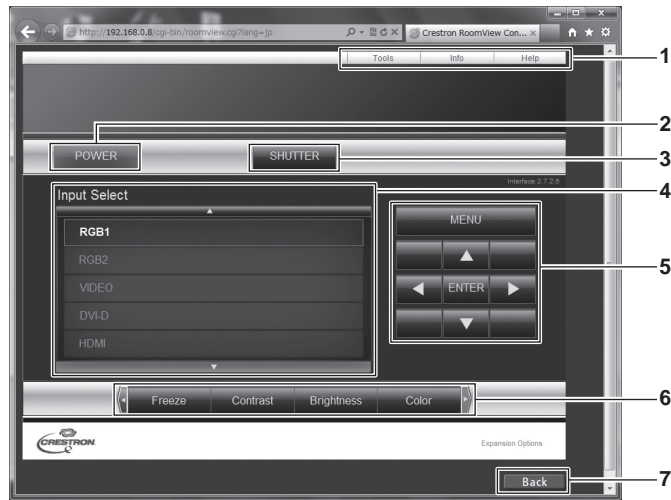 http://192.168.0.8/cgi-bin/roomview.cgi?lang=jp
Crestron RoomView Con... ×
Tools Info Help
1
2
POWER
SHUTTER
3
Interface 2.7.2.6
Input Select
4
RGB1
RGB2
VIDEO
DVI-D
HDMI
MENU
ENTER
5
Freeze Contrast Brightness Color
6
CRESTRON
Expansion Options
Back
7